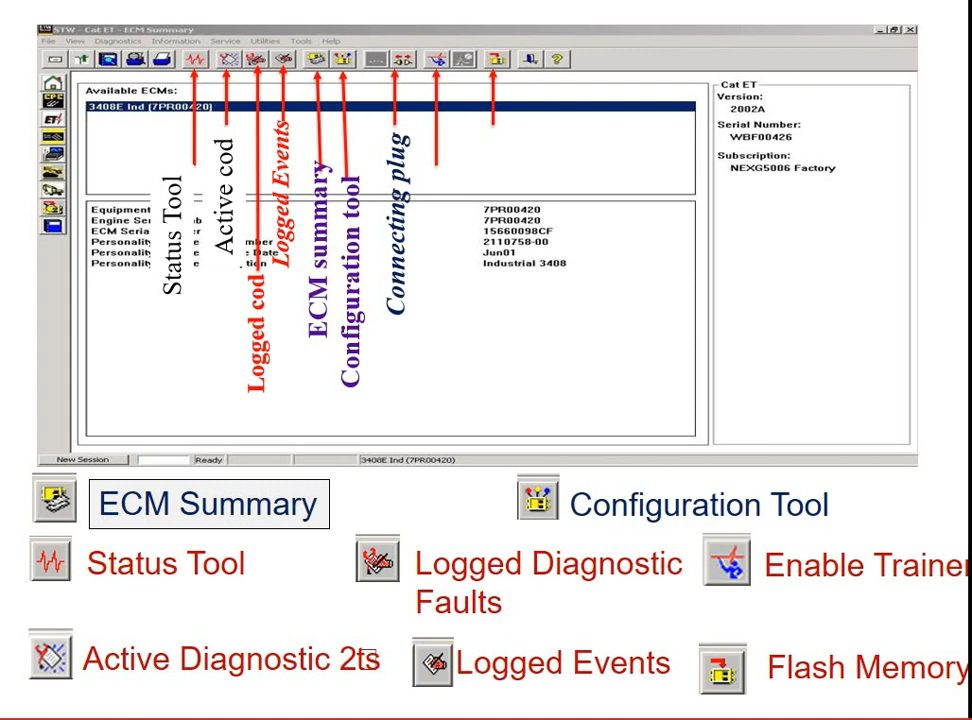 STW - Cat ET - ECM Summary
File View Diagnostics Information Service Utilities Tools Help
Available ECMs:
3408E Ind (7PR00420)
Cat ET
Version:
2002A
Serial Number:
WBF00426
Subscription:
NEXG5006 Factory
Status Tool
Active cod
Logged cod
Logged Events
ECM summary
Configuration tool
Connecting plug
Equipment 7PR00420
Engine Se 7PR00420
ECM Seria 15660098CF
Personality 2110758-00
Personality Date Jun01
Personality Industrial 3408
New Session Ready 3408E Ind (7PR00420)
ECM Summary
Configuration Tool
Status Tool
Logged Diagnostic
Faults
Enable Trainer
Active Diagnostic 2ts
Logged Events
Flash Memory